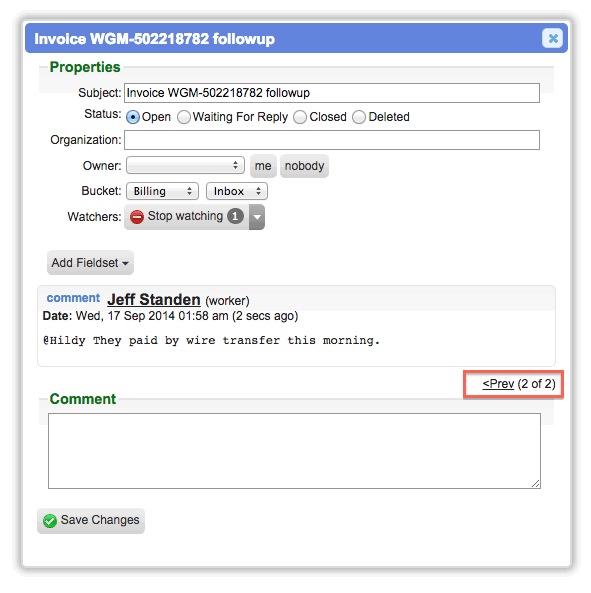 Invoice WGM-502218782 followup
Properties
Subject: Invoice WGM-502218782 followup
Status: Open Waiting For Reply Closed Deleted
Organization:
Owner: me nobody
Bucket: Billing Inbox
Watchers: Stop watching 1
Add Fieldset
comment Jeff Standen (worker)
Date: Wed, 17 Sep 2014 01:58 am (2 secs ago)
@Hildy They paid by wire transfer this morning.
<Prev (2 of 2)
Comment
Save Changes